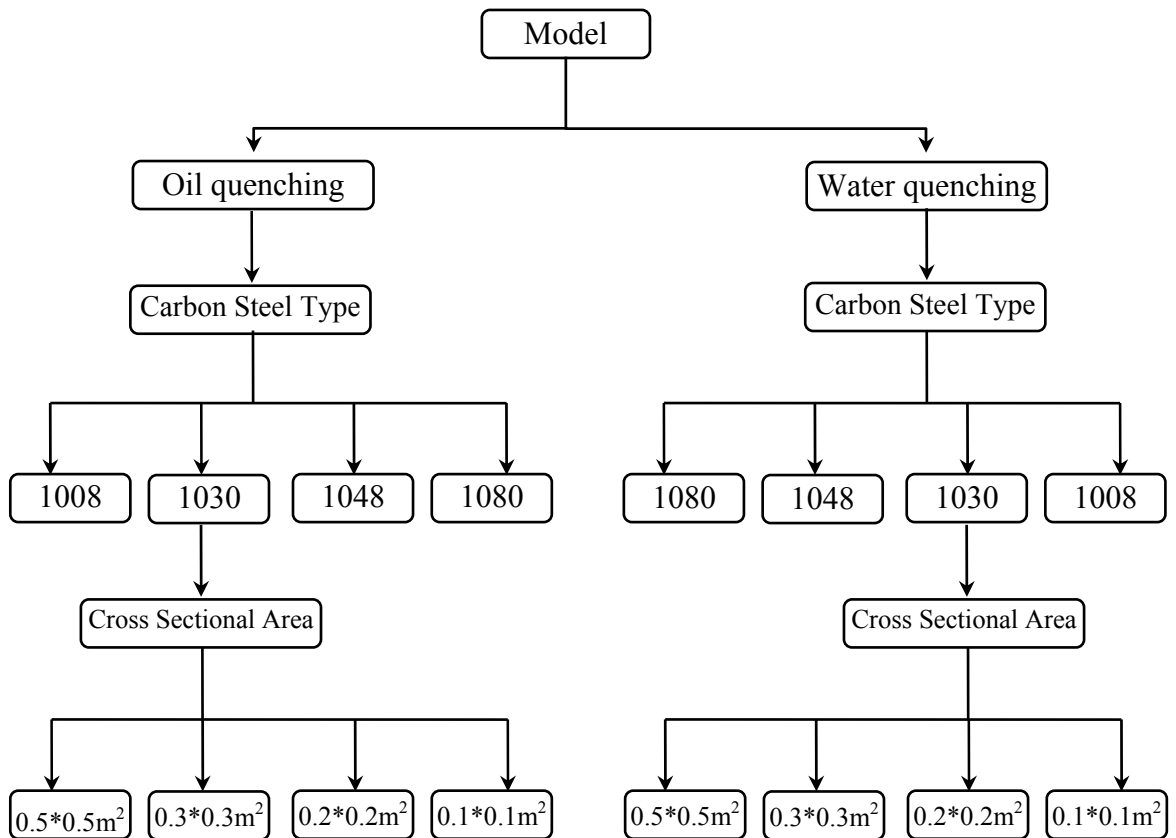 Model
Oil quenching
Water quenching
Carbon Steel Type
Carbon Steel Type
1008
1030
1048
1080
1080
1048
1030
1008
Cross Sectional Area
Cross Sectional Area
0.5*0.5m²
0.3*0.3m²
0.2*0.2m²
0.1*0.1m²
0.5*0.5m²
0.3*0.3m²
0.2*0.2m²
0.1*0.1m²